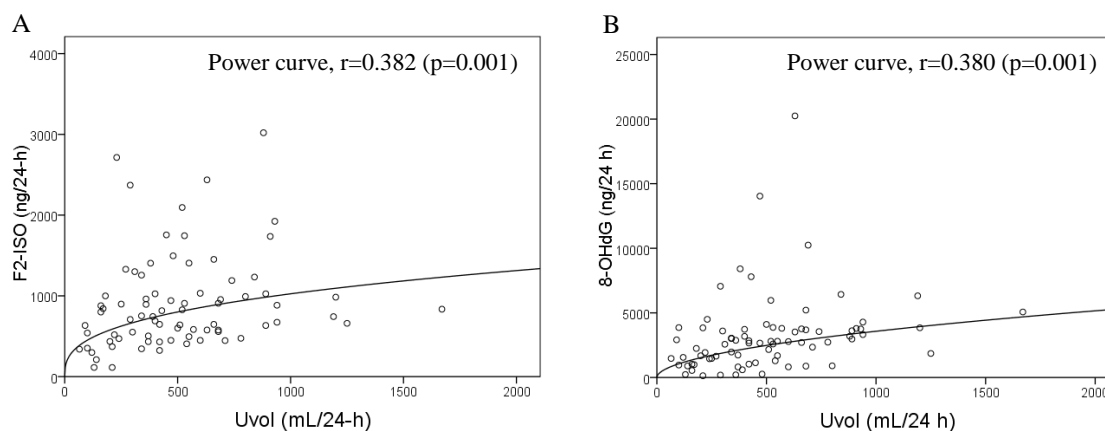 A
Power curve, r=0.382 (p=0.001)
4000
3000
2000
1000
0
F2-ISO (ng/24-h)
0
500
1000
1500
2000
Uvol (mL/24-h)
B
Power curve, r=0.380 (p=0.001)
25000
20000
15000
10000
5000
0
8-OHdG (ng/24 h)
0
500
1000
1500
2000
Uvol (mL/24 h)